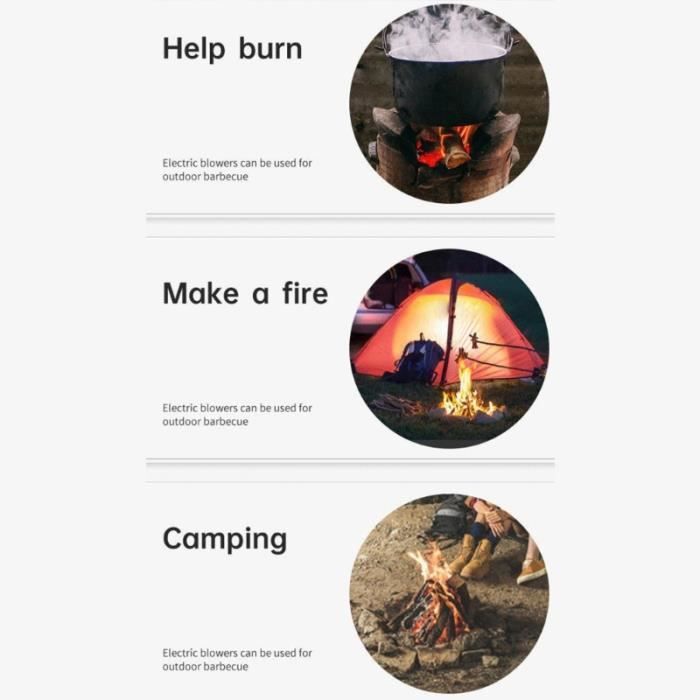 Help burn
Electric blowers can be used for
outdoor barbecue
Make a fire
Electric blowers can be used for
outdoor barbecue
Camping
Electric blowers can be used for
outdoor barbecue